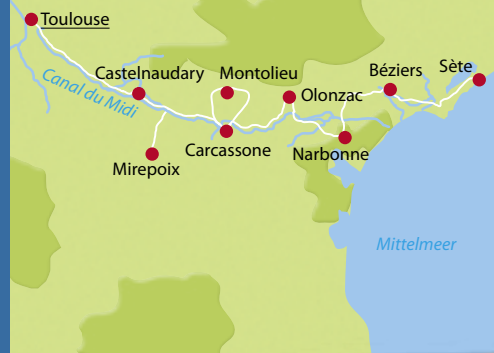 Toulouse
Castelnaudary
Montolieu
Béziers
Sète
Canal du Midi
Olonzac
Carcassone
Narbonne
Mirepoix
Mittelmeer